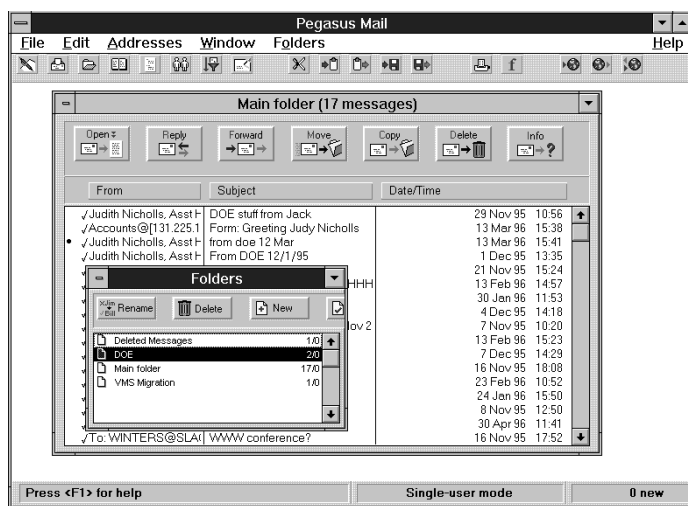 Pegasus Mail
File Edit Addresses Window Folders Help
Main folder (17 messages)
Open Reply Forward Move Copy Delete Info
From Subject Date/Time
Judith Nicholls, Asst H DOE stuff from Jack 29 Nov 95 10:56
Accounts@[131.225.1 Form: Greeting Judy Nicholls 13 Mar 96 15:38
Judith Nicholls, Asst H from doe 12 Mar 13 Mar 96 15:41
Judith Nicholls, Asst H From DOE 12/1/95 1 Dec 95 13:35
21 Nov 95 15:24
HHH 13 Feb 96 14:57
30 Jan 96 11:53
4 Dec 95 14:18
lov 2 7 Nov 95 10:20
13 Feb 96 15:23
7 Dec 95 14:29
16 Nov 95 18:08
23 Feb 96 10:52
24 Jan 96 15:50
8 Nov 95 12:50
30 Apr 96 11:41
To: WINTERS@SLA( WWW conference? 16 Nov 95 17:52
Folders
Rename Delete New
Deleted Messages 1/0
DOE 2/0
Main folder 17/0
VMS Migration 1/0
Press <F1> for help Single-user mode 0 new